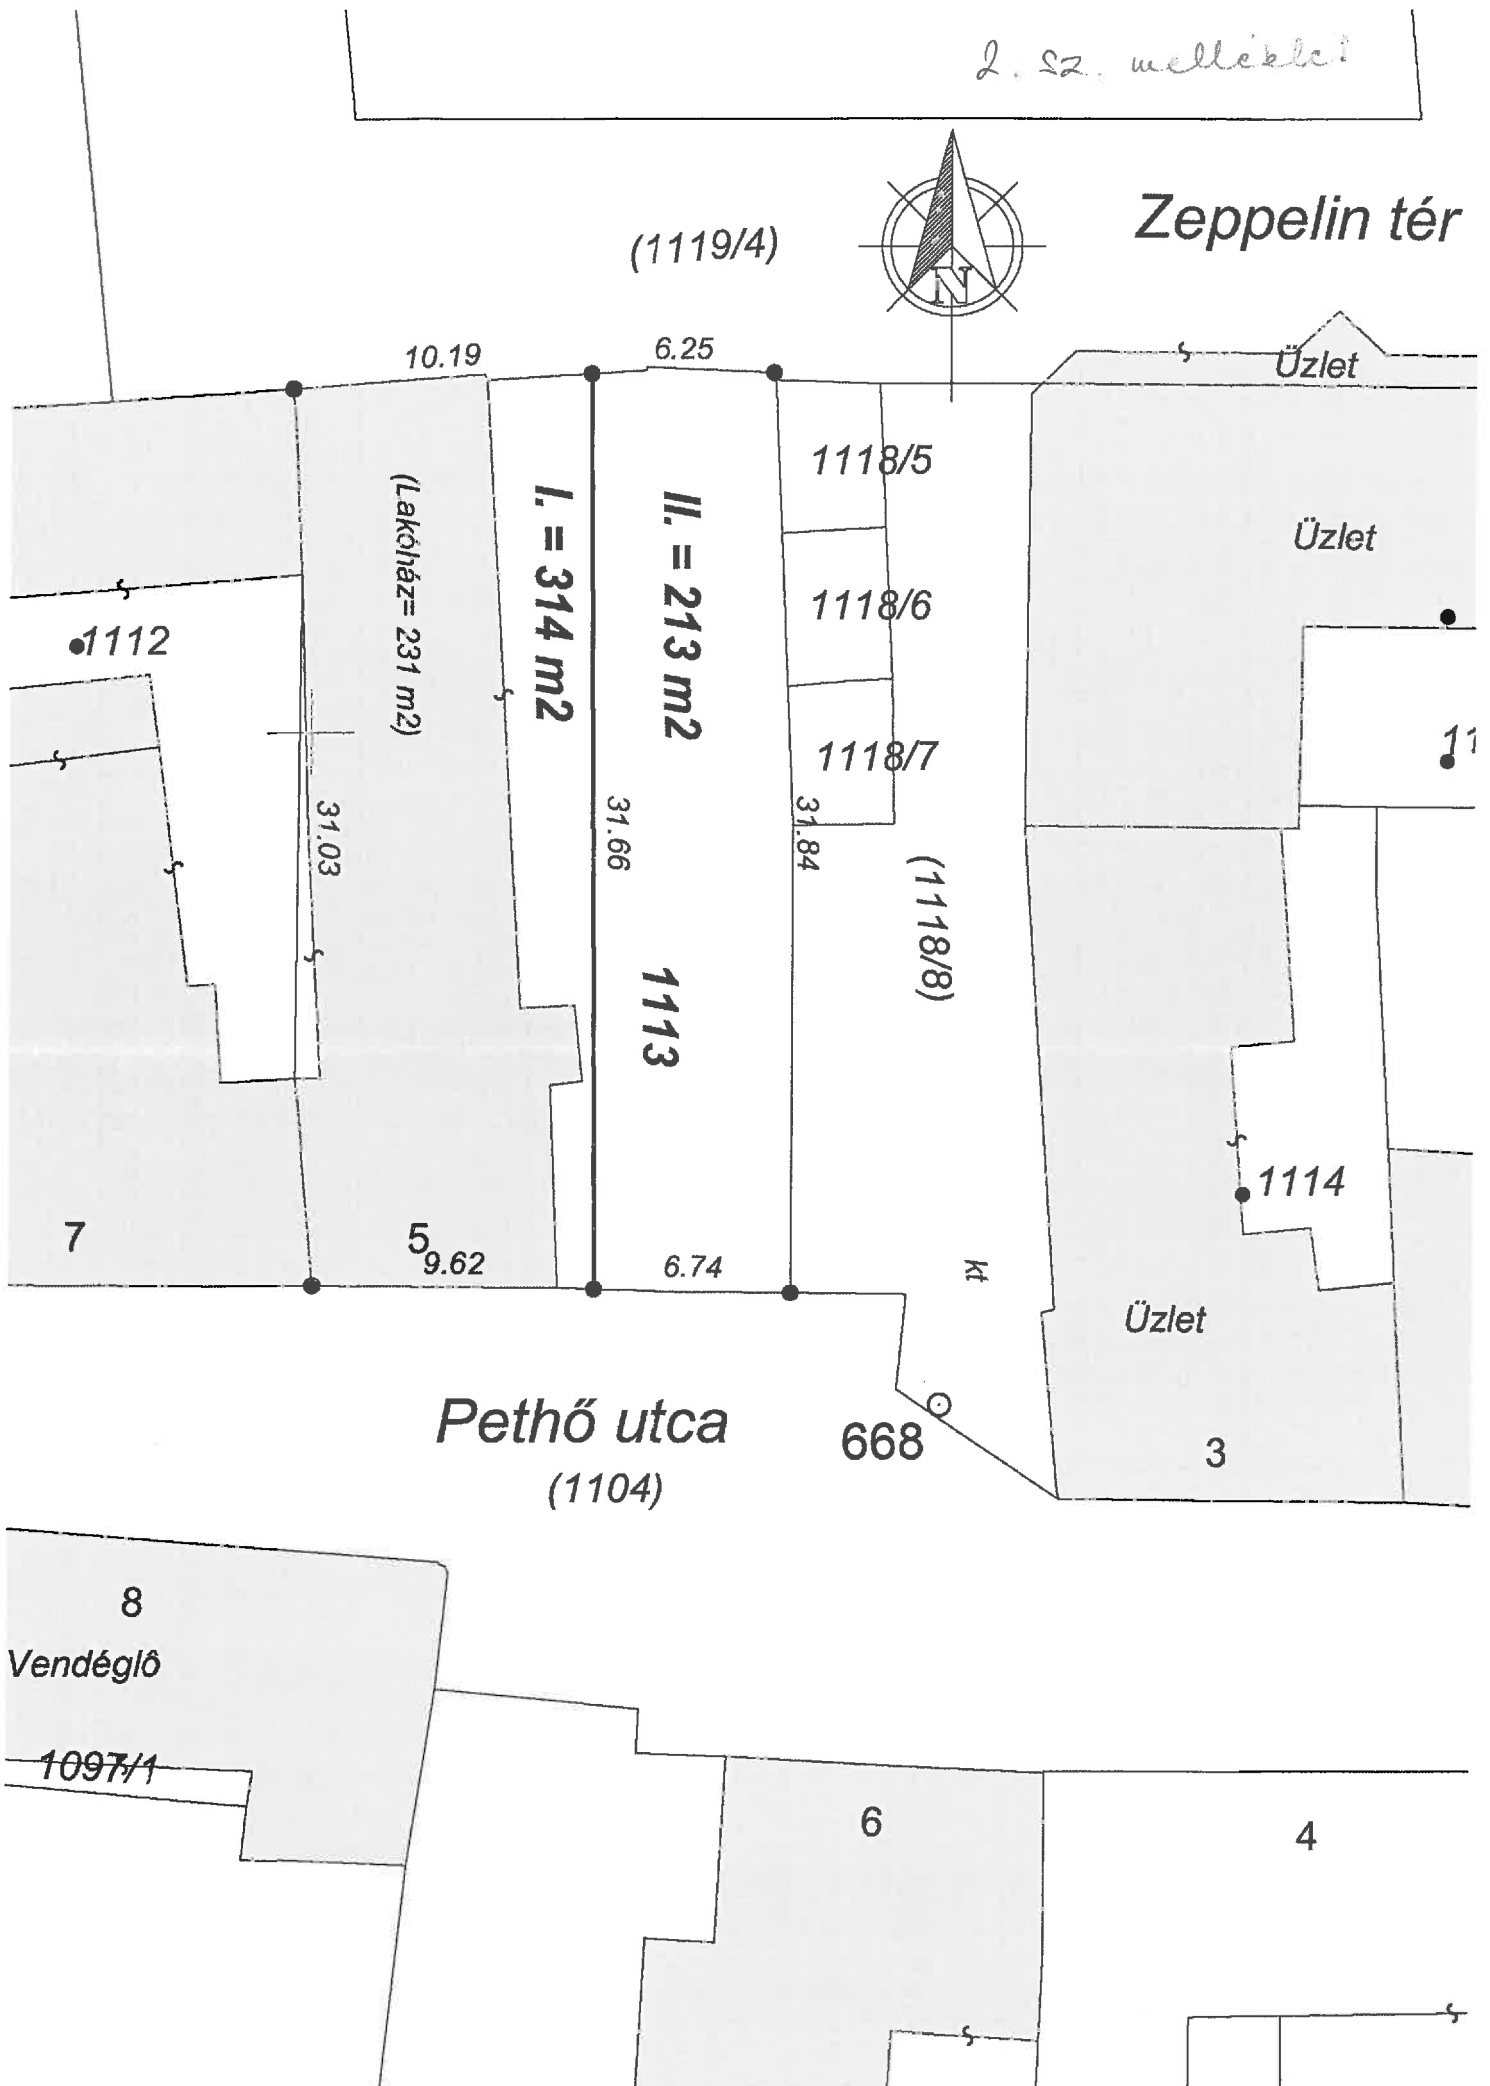 2. sz. melléklet
Zeppelin tér
(1119/4)
N
10.19
6.25
Üzlet
1118/5
I. = 314 m2
II. = 213 m2
(Lakóház= 231 m2)
Üzlet
1118/6
1112
1118/7
11
31.03
31.66
31.84
(1118/8)
1113
1114
7
5
9.62
6.74
kt
Üzlet
Pethő utca
(1104)
668
3
8
Vendéglô
1097/1
6
4